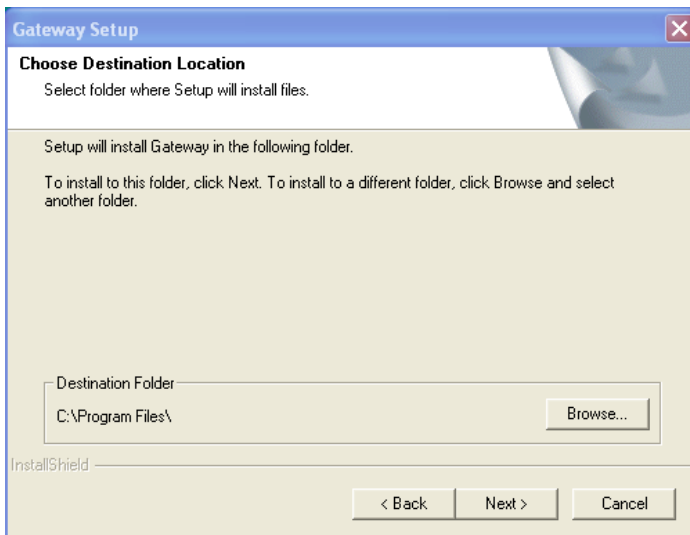 Gateway Setup
Choose Destination Location
Select folder where Setup will install files.
Setup will install Gateway in the following folder.
To install to this folder, click Next. To install to a different folder, click Browse and select
another folder.
Destination Folder
C:\Program Files\
Browse...
InstallShield
< Back
Next >
Cancel